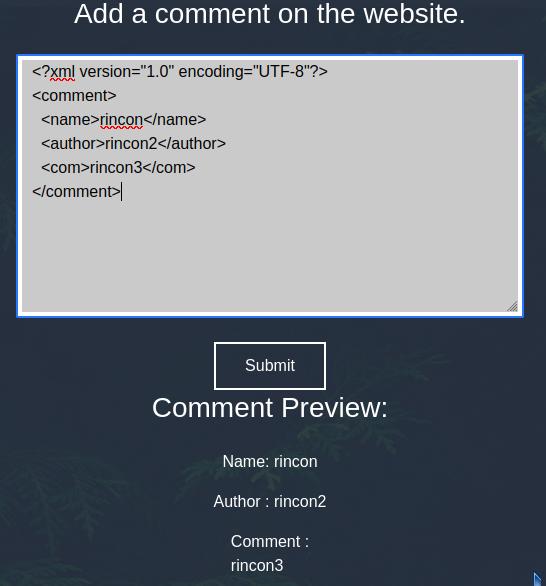 Add a comment on the website.
<?xml version="1.0" encoding="UTF-8"?>
<comment>
<name>rincon</name>
<author>rincon2</author>
<com>rincon3</com>
</comment>
Submit
Comment Preview:
Name: rincon
Author : rincon2
Comment :
rincon3